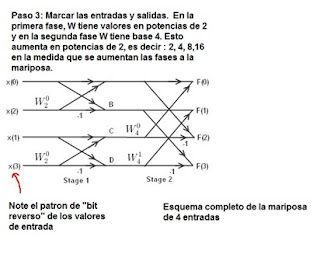 Paso 3: Marcar las entradas y salidas. En la
primera fase, W tiene valores en potencias de 2
y en la segunda fase W tiene base 4. Esto
aumenta en potencias de 2, es decir : 2, 4, 8,16
en la medida que se aumentan las fases a la
mariposa.
x(0) F(0)
x(2) W₂⁰ -1 B F(1)
x(1) C W₄⁰ -1 F(2)
x(3) W₂⁰ -1 D W₄¹ -1 F(3)
Stage 1 Stage 2
Note el patron de "bit
reverso" de los valores
de entrada
Esquema completo de la mariposa
de 4 entradas